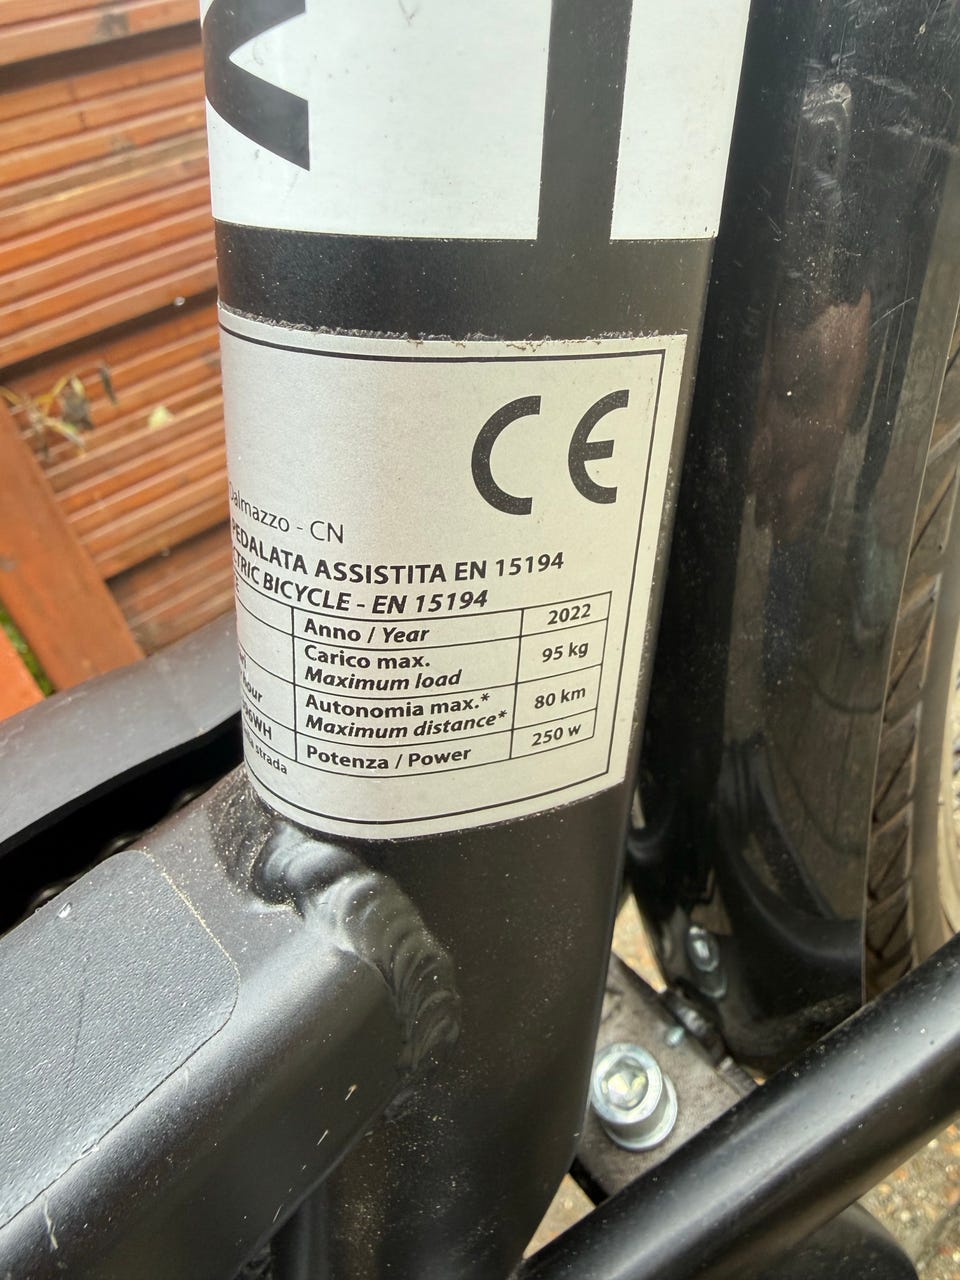 CE
Dalmazzo - CN
PEDALATA ASSISTITA EN 15194
BICYCLE - EN 15194
Anno / Year 2022
Carico max. 95 kg
Maximum load
Autonomia max.* 80 km
Maximum distance*
Potenza / Power 250 w
strada